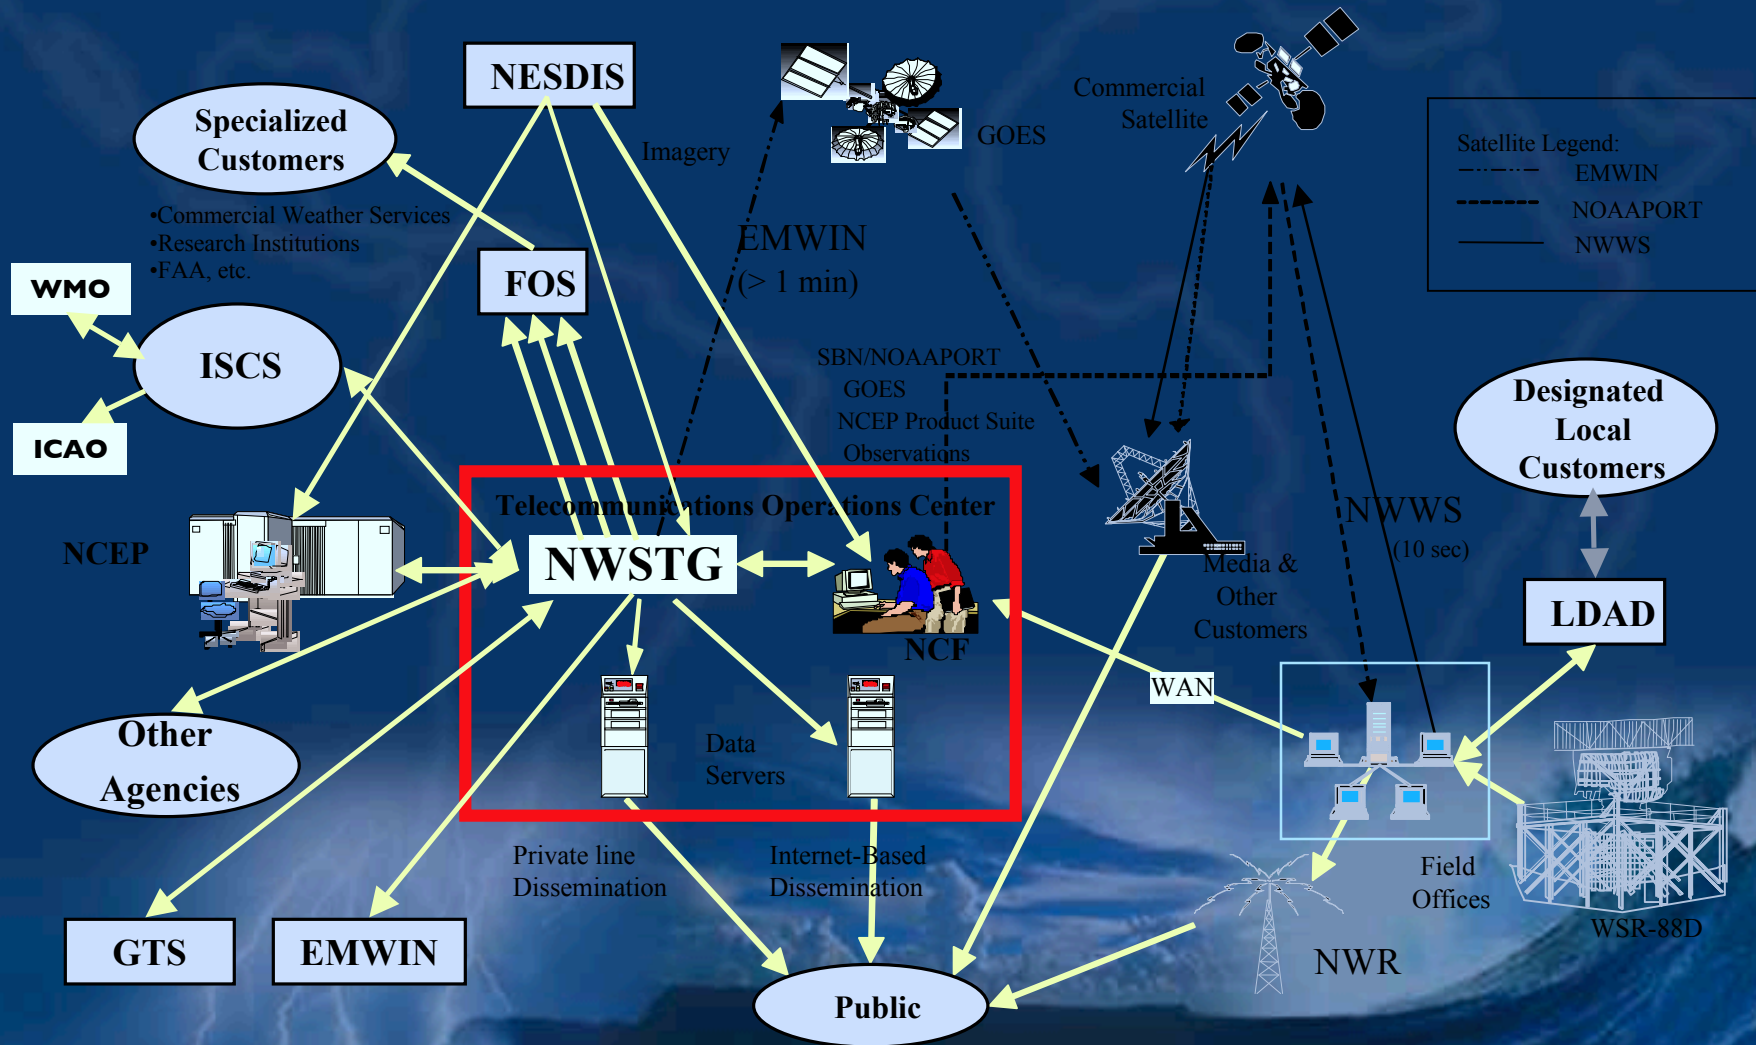 NESDIS
Specialized
Customers
•Commercial Weather Services
•Research Institutions
•FAA, etc.
Imagery
GOES
Commercial
Satellite
Satellite Legend:
EMWIN
NOAAPORT
NWWS
EMWIN
(> 1 min)
FOS
WMO
ISCS
ICAO
SBN/NOAAPORT
GOES
NCEP Product Suite
Observations
Designated
Local
Customers
Telecommunications Operations Center
NWSTG
NCEP
NCF
NWWS
(10 sec)
Media &
Other
Customers
LDAD
WAN
Other
Agencies
Data
Servers
Private line
Dissemination
Internet-Based
Dissemination
Field
Offices
WSR-88D
GTS
EMWIN
NWR
Public